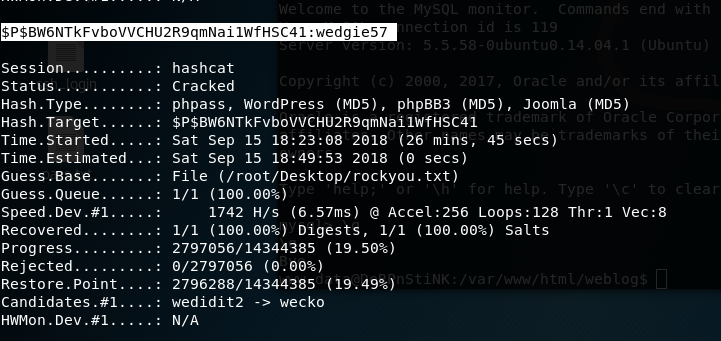 $P$BW6NTkFvboVVCHU2R9qmNai1WfHSC41:wedgie57
Session..........: hashcat
Status...........: Cracked
Hash.Type........: phpass, WordPress (MD5), phpBB3 (MD5), Joomla (MD5)
Hash.Target......: $P$BW6NTkFvboVVCHU2R9qmNai1WfHSC41
Time.Started.....: Sat Sep 15 18:23:08 2018 (26 mins, 45 secs)
Time.Estimated...: Sat Sep 15 18:49:53 2018 (0 secs)
Guess.Base.......: File (/root/Desktop/rockyou.txt)
Guess.Queue......: 1/1 (100.00%)
Speed.Dev.#1.....:     1742 H/s (6.57ms) @ Accel:256 Loops:128 Thr:1 Vec:8
Recovered........: 1/1 (100.00%) Digests, 1/1 (100.00%) Salts
Progress.........: 2797056/14344385 (19.50%)
Rejected.........: 0/2797056 (0.00%)
Restore.Point....: 2796288/14344385 (19.49%)
Candidates.#1....: wedidit2 -> wecko
HWMon.Dev.#1.....: N/A
Welcome to the MySQL monitor.  Commands end with
connection id is 119
Server version: 5.5.58-0ubuntu0.14.04.1 (Ubuntu)
Copyright (c) 2000, 2017, Oracle and/or its affil
trademark of Oracle Corpor
affiliates. Other names may be trademarks of thei
Type 'help;' or '\h' for help. Type '\c' to clear
:/var/www/html/weblog$